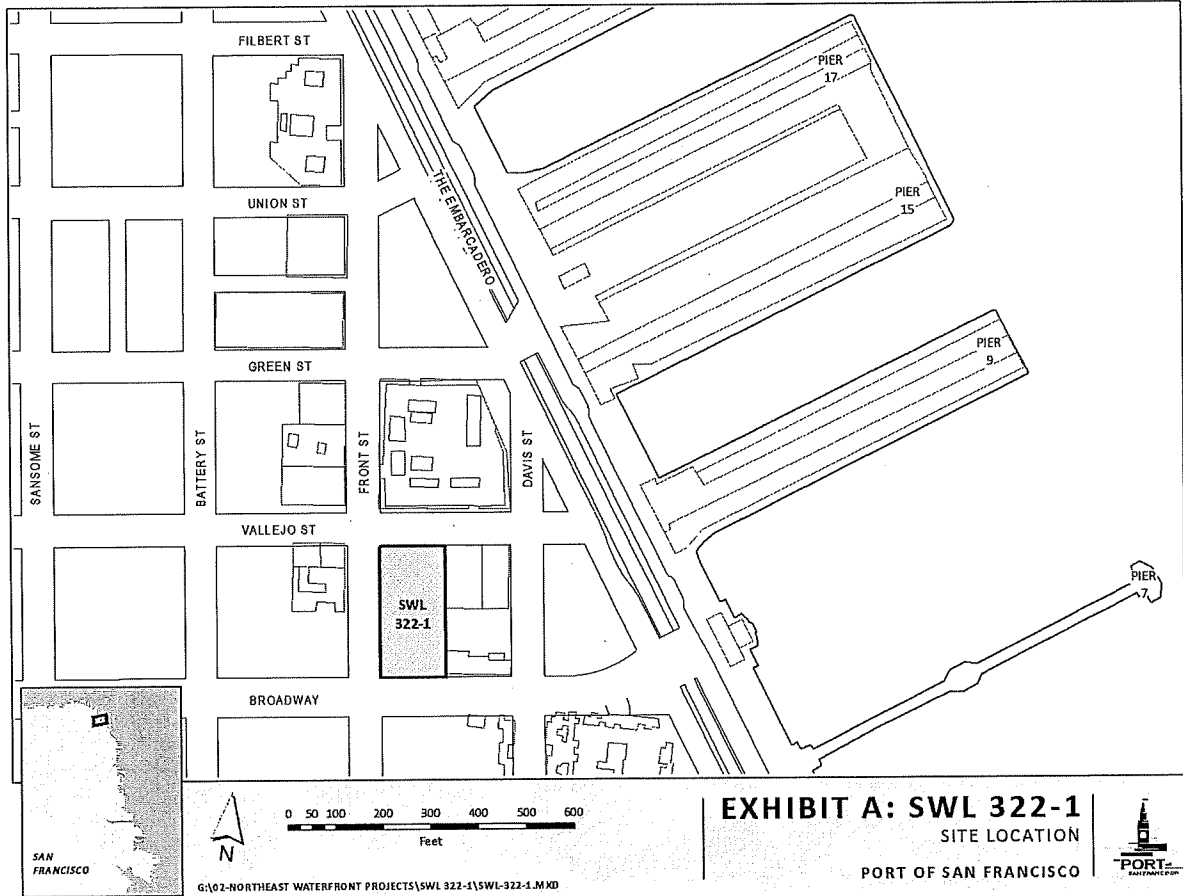 FILBERT ST
PIER
17
THE EMBARCADERO
UNION ST
PIER
15
GREEN ST
PIER
9
SANSOME ST
BATTERY ST
FRONT ST
DAVIS ST
VALLEJO ST
SWL
322-1
PIER
7
BROADWAY
SAN
FRANCISCO
N
0 50 100 200 300 400 500 600
Feet
G:\02-NORTHEAST WATERFRONT PROJECTS\SWL 322-1\SWL-322-1.MXD
EXHIBIT A: SWL 322-1
SITE LOCATION
PORT OF SAN FRANCISCO
PORT
SAN FRANCISCO